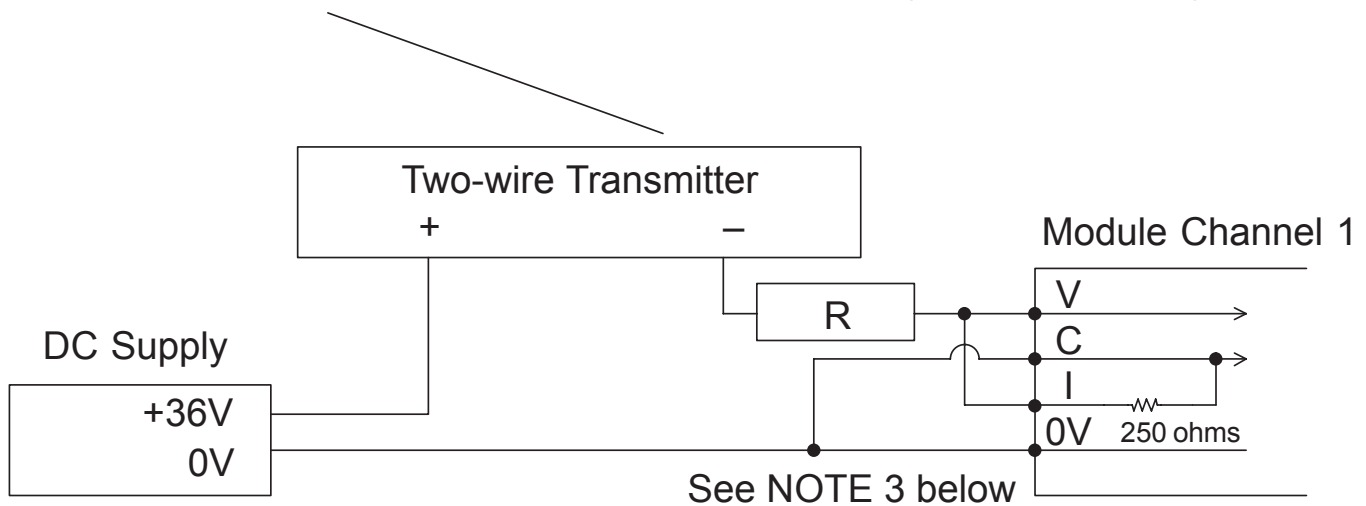 Two-wire Transmitter
+ –
Module Channel 1
R
V
C
I
0V
250 ohms
DC Supply
+36V
0V
See NOTE 3 below